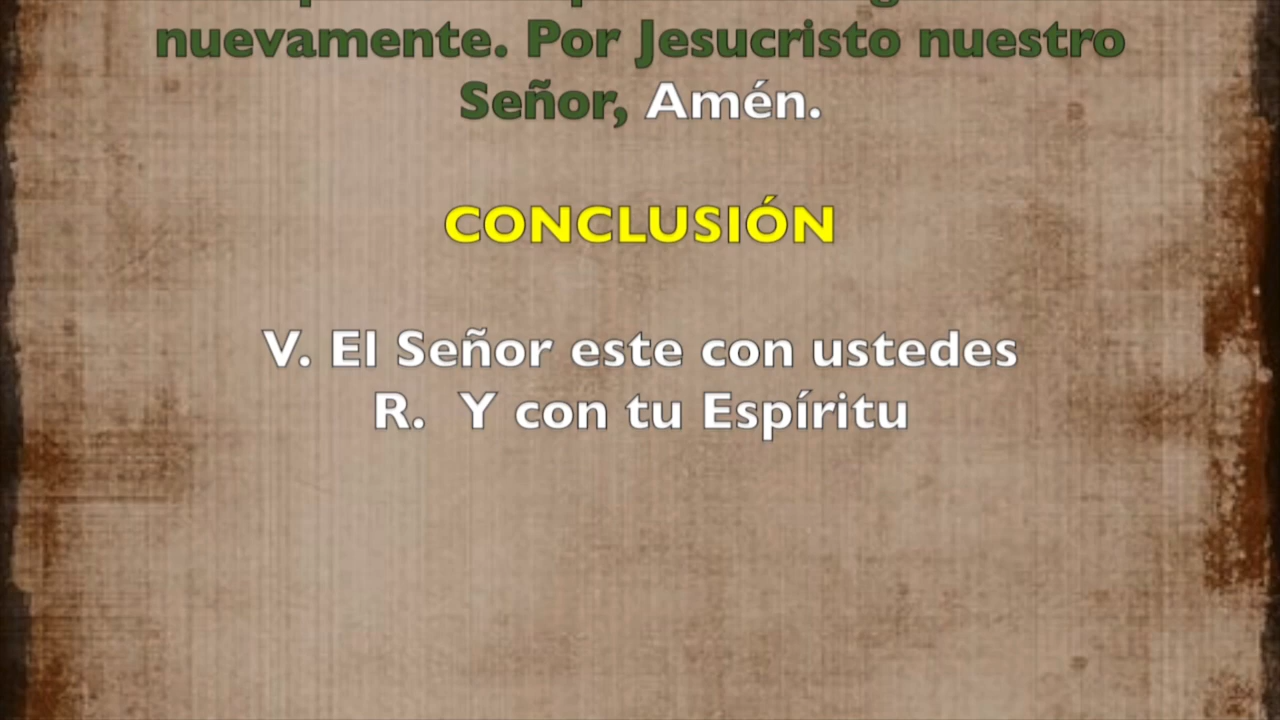 nuevamente. Por Jesucristo nuestro
Señor, Amén.
CONCLUSIÓN
V. El Señor este con ustedes
R. Y con tu Espíritu